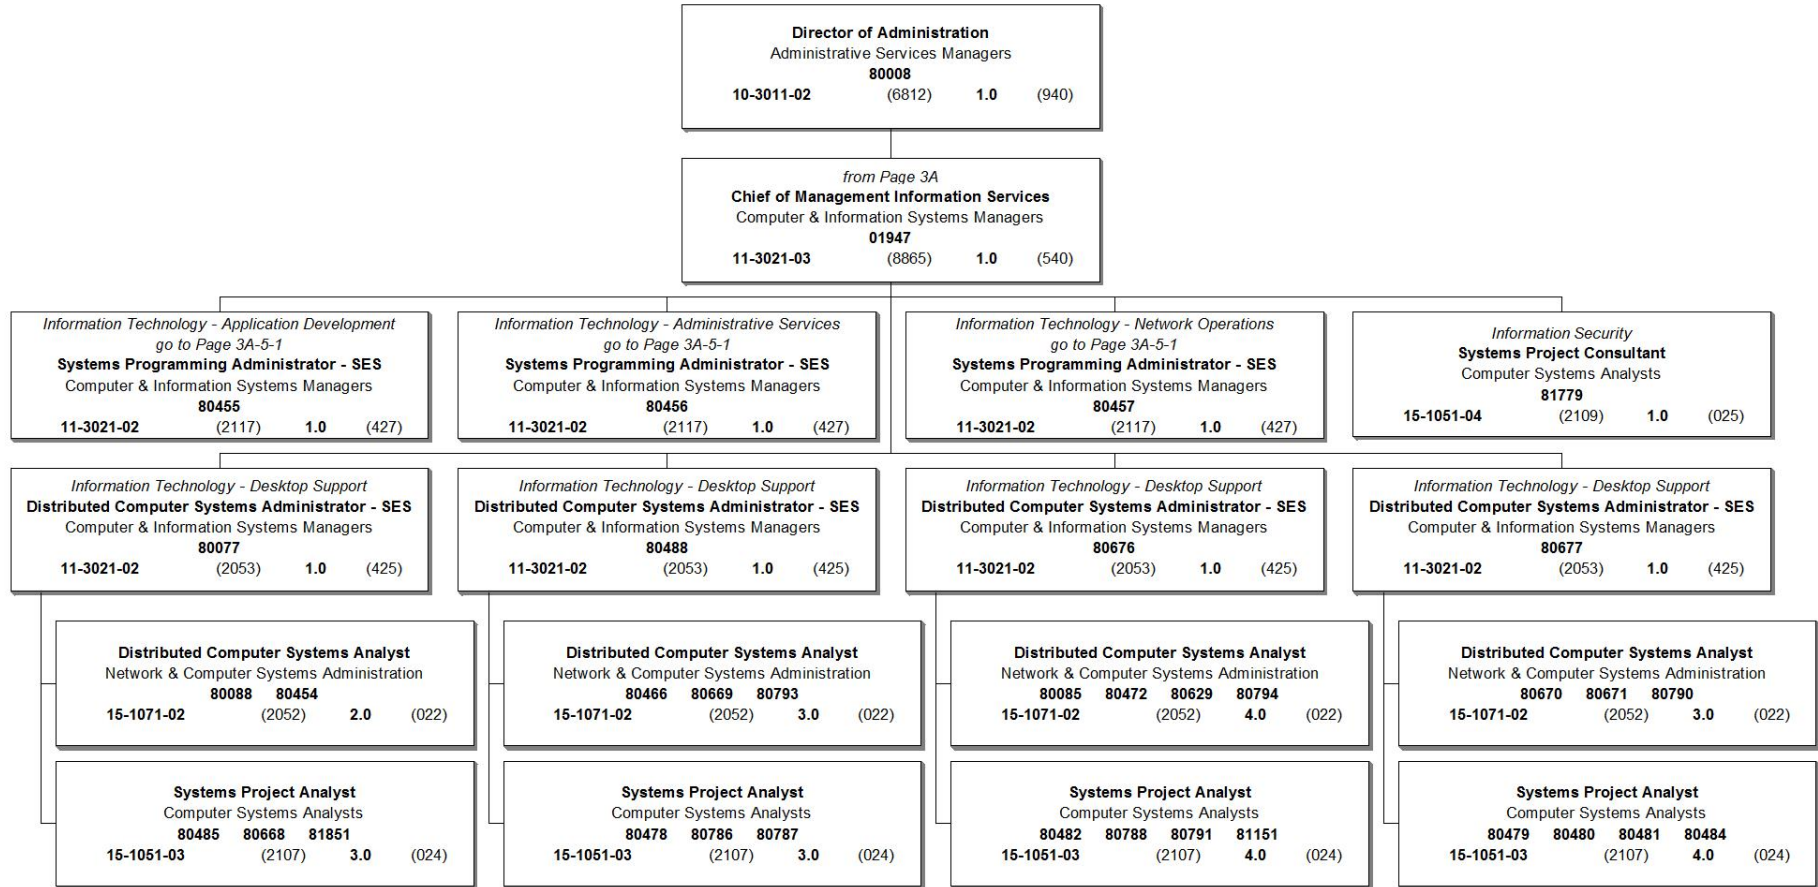 Director of Administration
Administrative Services Managers
80008
10-3011-02 (6812) 1.0 (940)
from Page 3A
Chief of Management Information Services
Computer & Information Systems Managers
01947
11-3021-03 (8865) 1.0 (540)
Information Technology - Application Development
go to Page 3A-5-1
Systems Programming Administrator - SES
Computer & Information Systems Managers
80455
11-3021-02 (2117) 1.0 (427)
Information Technology - Administrative Services
go to Page 3A-5-1
Systems Programming Administrator - SES
Computer & Information Systems Managers
80456
11-3021-02 (2117) 1.0 (427)
Information Technology - Network Operations
go to Page 3A-5-1
Systems Programming Administrator - SES
Computer & Information Systems Managers
80457
11-3021-02 (2117) 1.0 (427)
Information Security
Systems Project Consultant
Computer Systems Analysts
81779
15-1051-04 (2109) 1.0 (025)
Information Technology - Desktop Support
Distributed Computer Systems Administrator - SES
Computer & Information Systems Managers
80077
11-3021-02 (2053) 1.0 (425)
Information Technology - Desktop Support
Distributed Computer Systems Administrator - SES
Computer & Information Systems Managers
80488
11-3021-02 (2053) 1.0 (425)
Information Technology - Desktop Support
Distributed Computer Systems Administrator - SES
Computer & Information Systems Managers
80676
11-3021-02 (2053) 1.0 (425)
Information Technology - Desktop Support
Distributed Computer Systems Administrator - SES
Computer & Information Systems Managers
80677
11-3021-02 (2053) 1.0 (425)
Distributed Computer Systems Analyst
Network & Computer Systems Administration
80088 80454
15-1071-02 (2052) 2.0 (022)
Distributed Computer Systems Analyst
Network & Computer Systems Administration
80466 80669 80793
15-1071-02 (2052) 3.0 (022)
Distributed Computer Systems Analyst
Network & Computer Systems Administration
80085 80472 80629 80794
15-1071-02 (2052) 4.0 (022)
Distributed Computer Systems Analyst
Network & Computer Systems Administration
80670 80671 80790
15-1071-02 (2052) 3.0 (022)
Systems Project Analyst
Computer Systems Analysts
80485 80668 81851
15-1051-03 (2107) 3.0 (024)
Systems Project Analyst
Computer Systems Analysts
80478 80786 80787
15-1051-03 (2107) 3.0 (024)
Systems Project Analyst
Computer Systems Analysts
80482 80788 80791 81151
15-1051-03 (2107) 4.0 (024)
Systems Project Analyst
Computer Systems Analysts
80479 80480 80481 80484
15-1051-03 (2107) 4.0 (024)